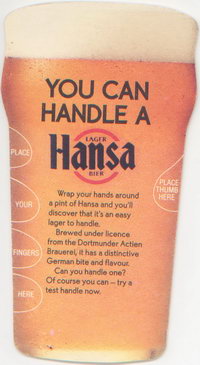 YOU CAN
HANDLE A
LAGER
Hansa
BIER
PLACE
YOUR
FINGERS
HERE
PLACE
THUMB
HERE
Wrap your hands around
a pint of Hansa and you'll
discover that it's an easy
lager to handle.
Brewed under licence
from the Dortmunder Actien
Brauerei, it has a distinctive
German bite and flavour.
Can you handle one?
Of course you can – try a
test handle now.